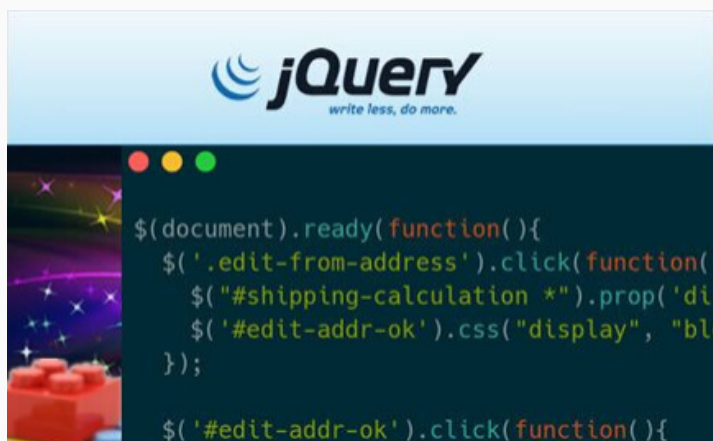 jQuery
write less, do more.
$(document).ready(function(){
$('.edit-from-address').click(function(
$("#shipping-calculation *").prop('di
$('#edit-addr-ok').css("display", "bl
});
$('#edit-addr-ok').click(function(){